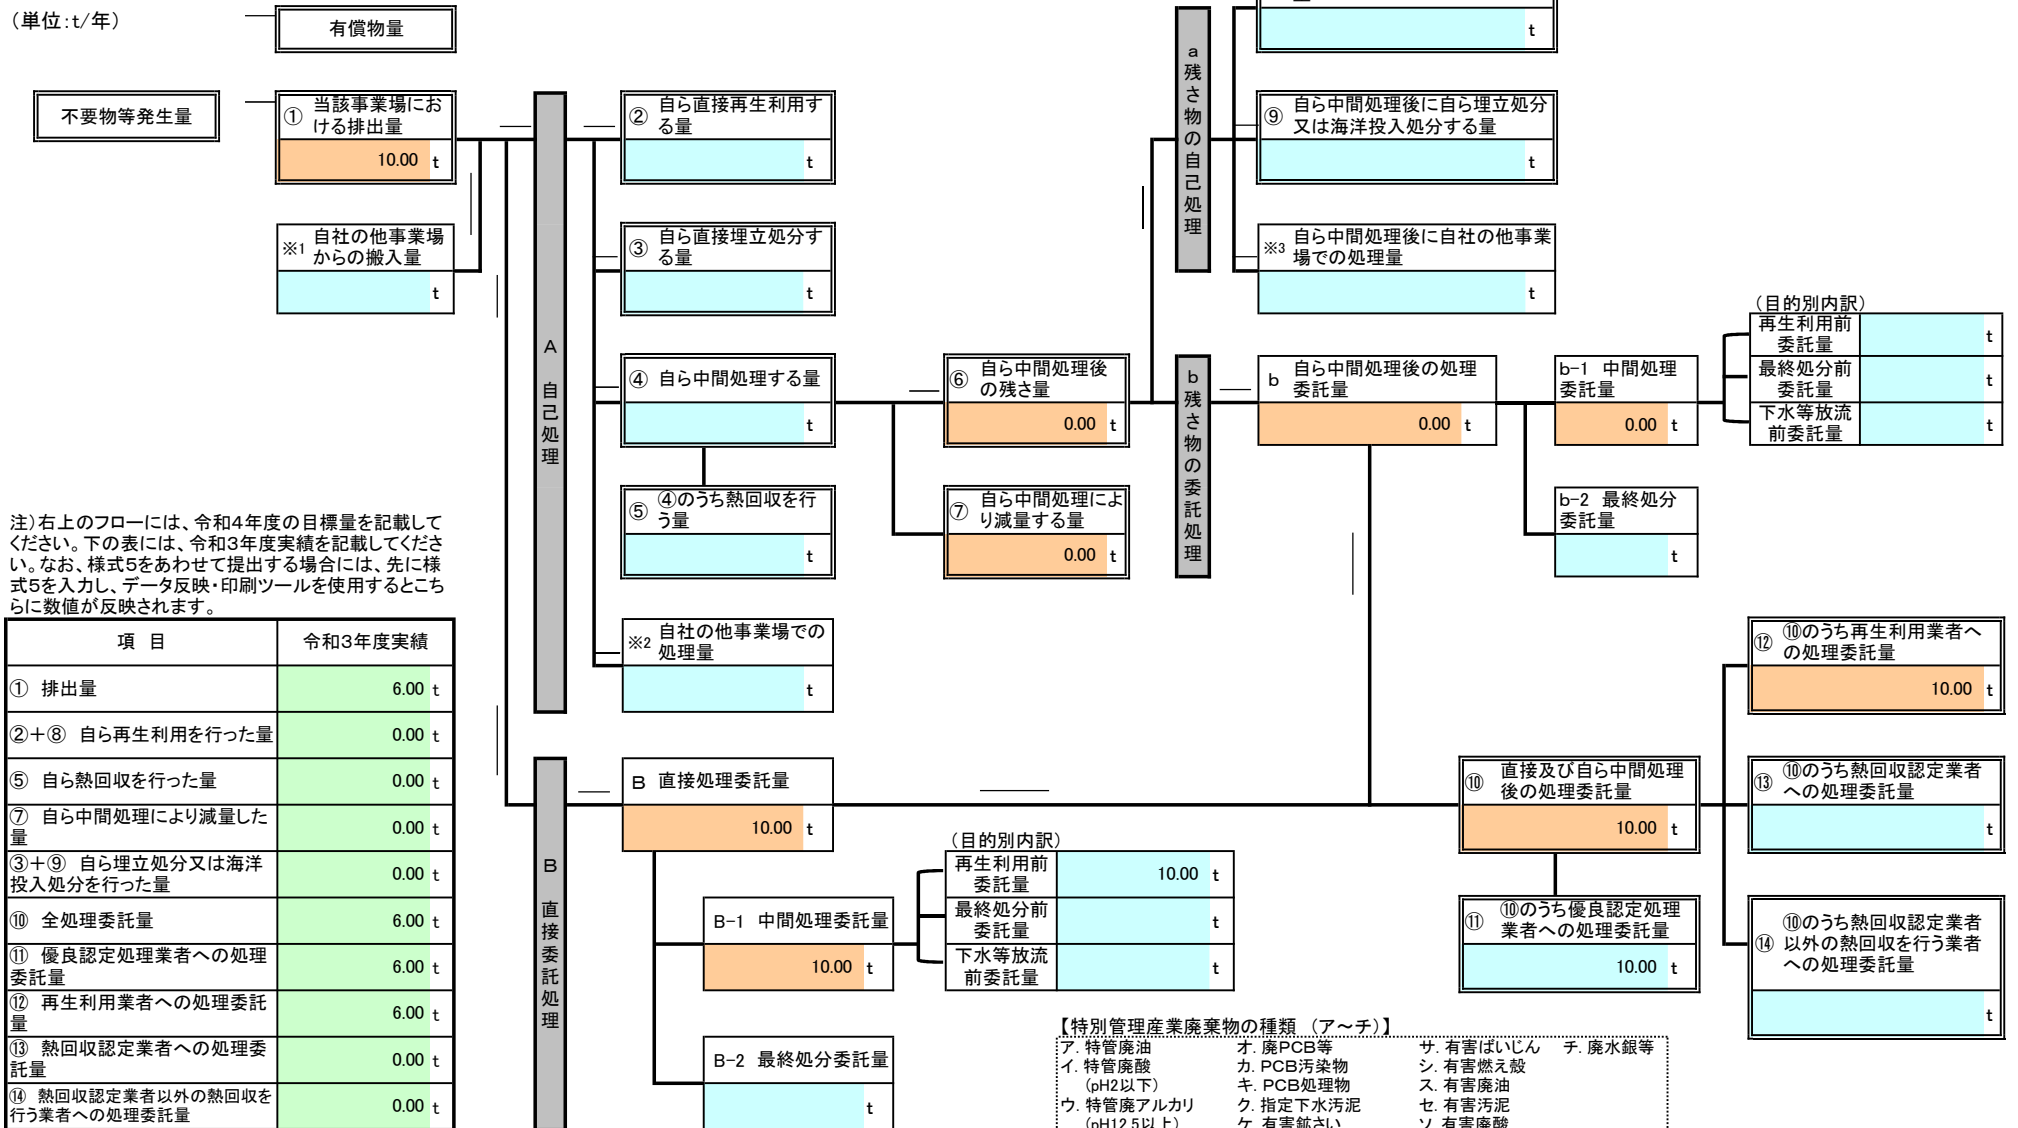 （単位：t/年）
有償物量
t
不要物等発生量
① 当該事業場にお
ける排出量
10.00 t
② 自ら直接再生利用す
る量
t
a
残さ物の自己処理
⑨ 自ら中間処理後に自ら埋立処分
又は海洋投入処分する量
t
※1 自社の他事業場
からの搬入量
t
③ 自ら直接埋立処分す
る量
t
※3 自ら中間処理後に自社の他事業
場での処理量
t
（目的別内訳）
再生利用前
委託量
t
最終処分前
委託量
t
下水等放流
前委託量
t
A
自己処理
④ 自ら中間処理する量
t
⑥ 自ら中間処理後
の残さ量
0.00 t
b
残さ物の委託処理
b 自ら中間処理後の処理
委託量
0.00 t
b-1 中間処理
委託量
0.00 t
⑤ ④のうち熱回収を行
う量
t
⑦ 自ら中間処理によ
り減量する量
0.00 t
b-2 最終処分
委託量
t
注）右上のフローには、令和４年度の目標量を記載して
ください。下の表には、令和３年度実績を記載してくださ
い。なお、様式５をあわせて提出する場合には、先に様
式５を入力し、データ反映・印刷ツールを使用するとこち
らに数値が反映されます。
※2 自社の他事業場での
処理量
t
項 目 令和３年度実績
① 排出量 6.00 t
②＋⑧ 自ら再生利用を行った量 0.00 t
⑤ 自ら熱回収を行った量 0.00 t
⑦ 自ら中間処理により減量した
量 0.00 t
③＋⑨ 自ら埋立処分又は海洋
投入処分を行った量 0.00 t
⑩ 全処理委託量 6.00 t
⑪ 優良認定処理業者への処理
委託量 6.00 t
⑫ 再生利用業者への処理委託
量 6.00 t
⑬ 熱回収認定業者への処理委
託量 0.00 t
⑭ 熱回収認定業者以外の熱回収を
行う業者への処理委託量 0.00 t
B
直接委託処理
B 直接処理委託量
10.00 t
（目的別内訳）
再生利用前
委託量
10.00 t
最終処分前
委託量
t
下水等放流
前委託量
t
B-1 中間処理委託量
10.00 t
B-2 最終処分委託量
t
⑩ 直接及び自ら中間処理
後の処理委託量
10.00 t
⑪ ⑩のうち優良認定処理
業者への処理委託量
10.00 t
⑫ ⑩のうち再生利用業者へ
の処理委託量
10.00 t
⑬ ⑩のうち熱回収認定業者
への処理委託量
t
⑭ ⑩のうち熱回収認定業者
以外の熱回収を行う業者
への処理委託量
t
【特別管理産業廃棄物の種類 （ア～チ）】
ア．特管廃油 オ．廃PCB等 サ．有害ばいじん チ．廃水銀等
イ．特管廃酸 カ．PCB汚染物 シ．有害燃え殻
（pH2以下） キ．PCB処理物 ス．有害廃油
ウ．特管廃アルカリ ク．指定下水汚泥 セ．有害汚泥
（pH12.5以上） ケ．有害鉱さい ソ．有害廃酸